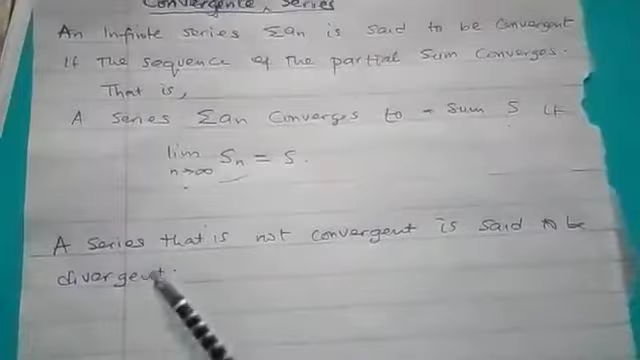 Convergence, Series
An Infinite series Σan is said to be Convergent
If the sequence of the partial Sum Converges.
That is,
A series Σan Converges to a sum S if
lim Sn = S.
n→∞
A series that is not convergent is said to be
divergent.